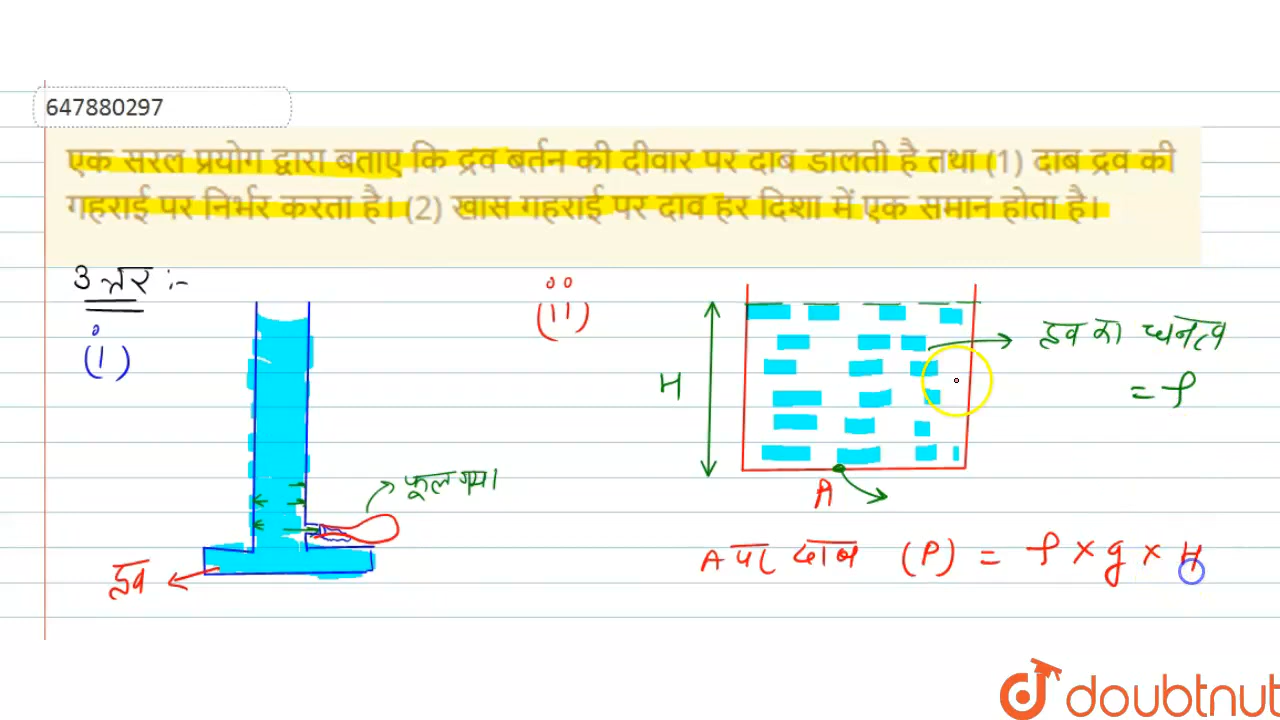 647880297
एक सरल प्रयोग द्वारा बताए कि द्रव बर्तन की दीवार पर दाब डालती है तथा (1) दाब द्रव की
गहराई पर निर्भर करता है। (2) खास गहराई पर दाव हर दिशा में एक समान होता है।
उत्तर :-
(i)
फूल गया।
द्रव
(ii)
H
द्रव का घनत्व
= ρ
A
A पर दाब (P) = ρ × g × H
doubtnut